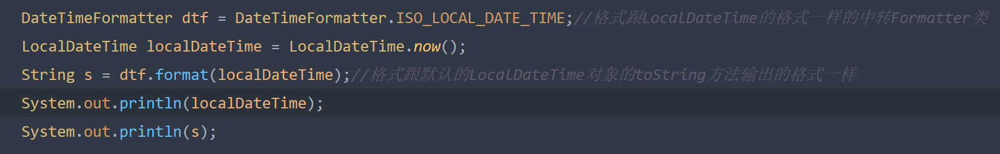 DateTimeFormatter dtf = DateTimeFormatter.ISO_LOCAL_DATE_TIME;//格式跟LocalDateTime的格式一样的中转Formatter类
LocalDateTime localDateTime = LocalDateTime.now();
String s = dtf.format(localDateTime);//格式跟默认的LocalDateTime对象的toString方法输出的格式一样
System.out.println(localDateTime);
System.out.println(s);